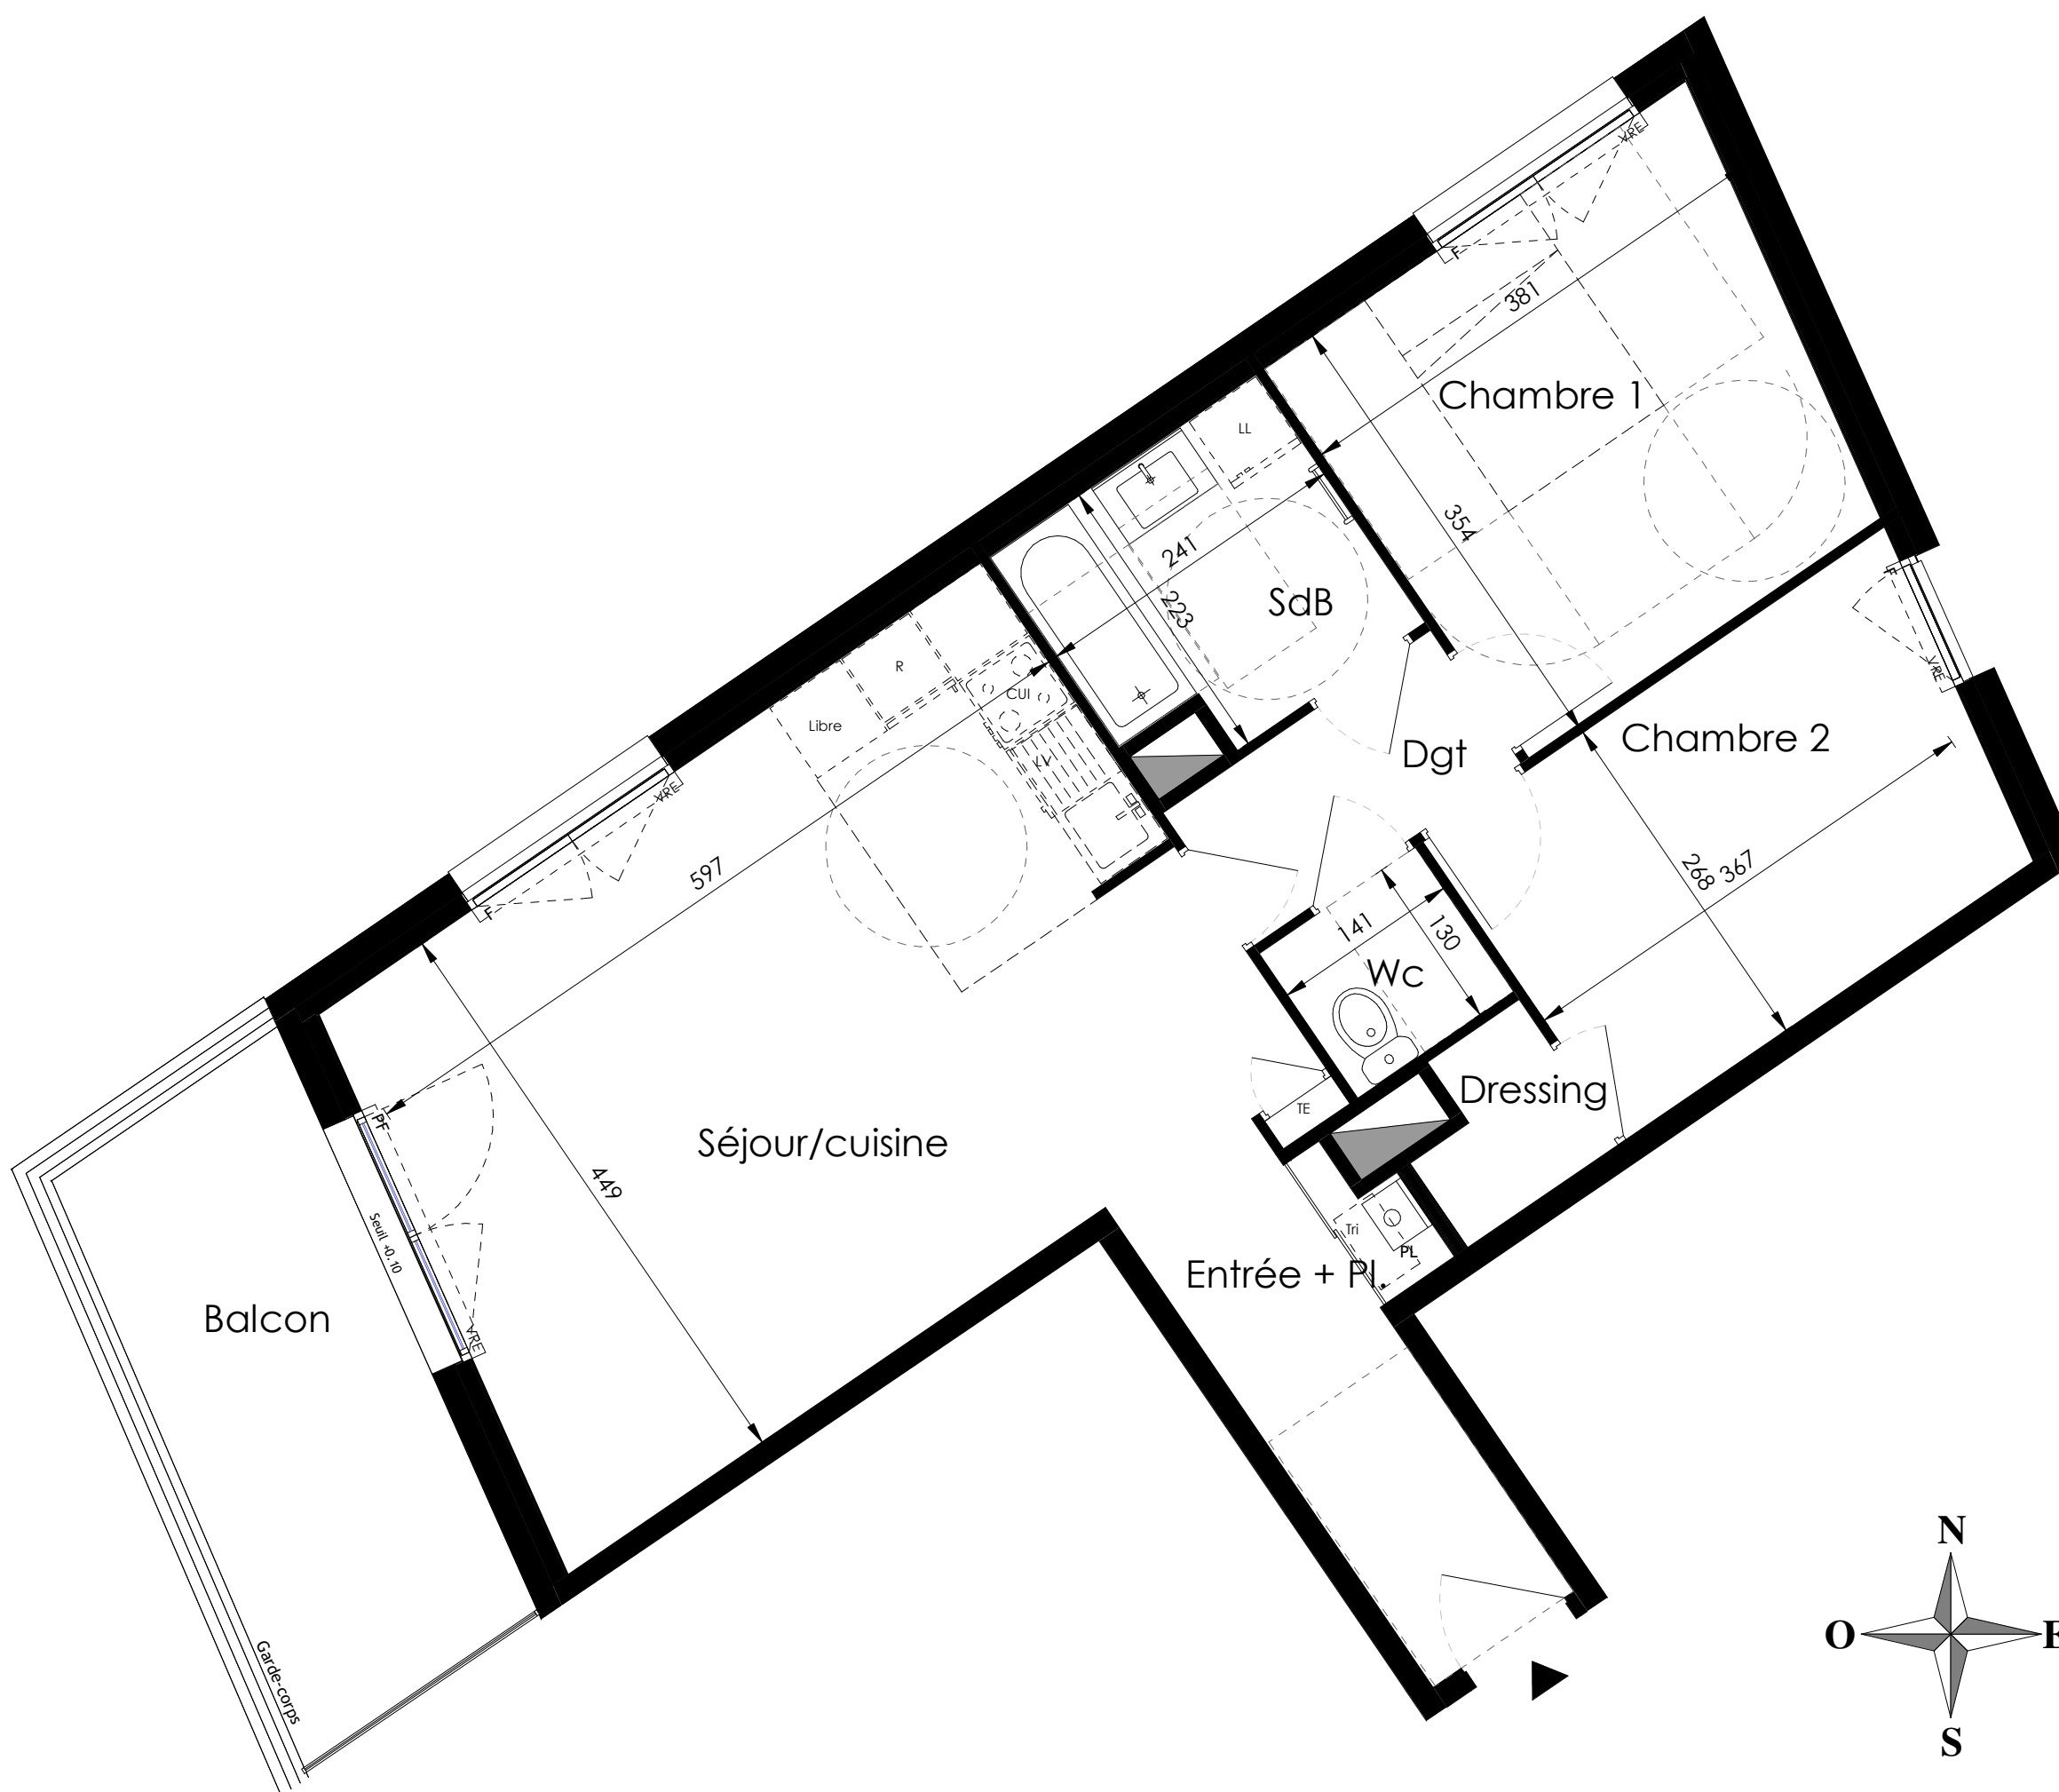 VRE
F
381
Chambre 1
LL
354
241
SdB
223
F
VRE
R
CUI
Libre
LV
Dgt
Chambre 2
VRE
F
597
268
367
141
130
Wc
TE
Dressing
PF
Séjour/cuisine
449
Seuil +0.10
Tri
PL
Entrée + Pl.
Balcon
VRE
Garde-corps
N
O
E
S